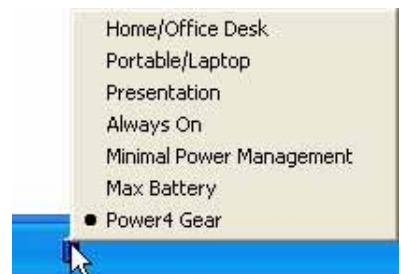 Home/Office Desk
Portable/Laptop
Presentation
Always On
Minimal Power Management
Max Battery
Power4 Gear